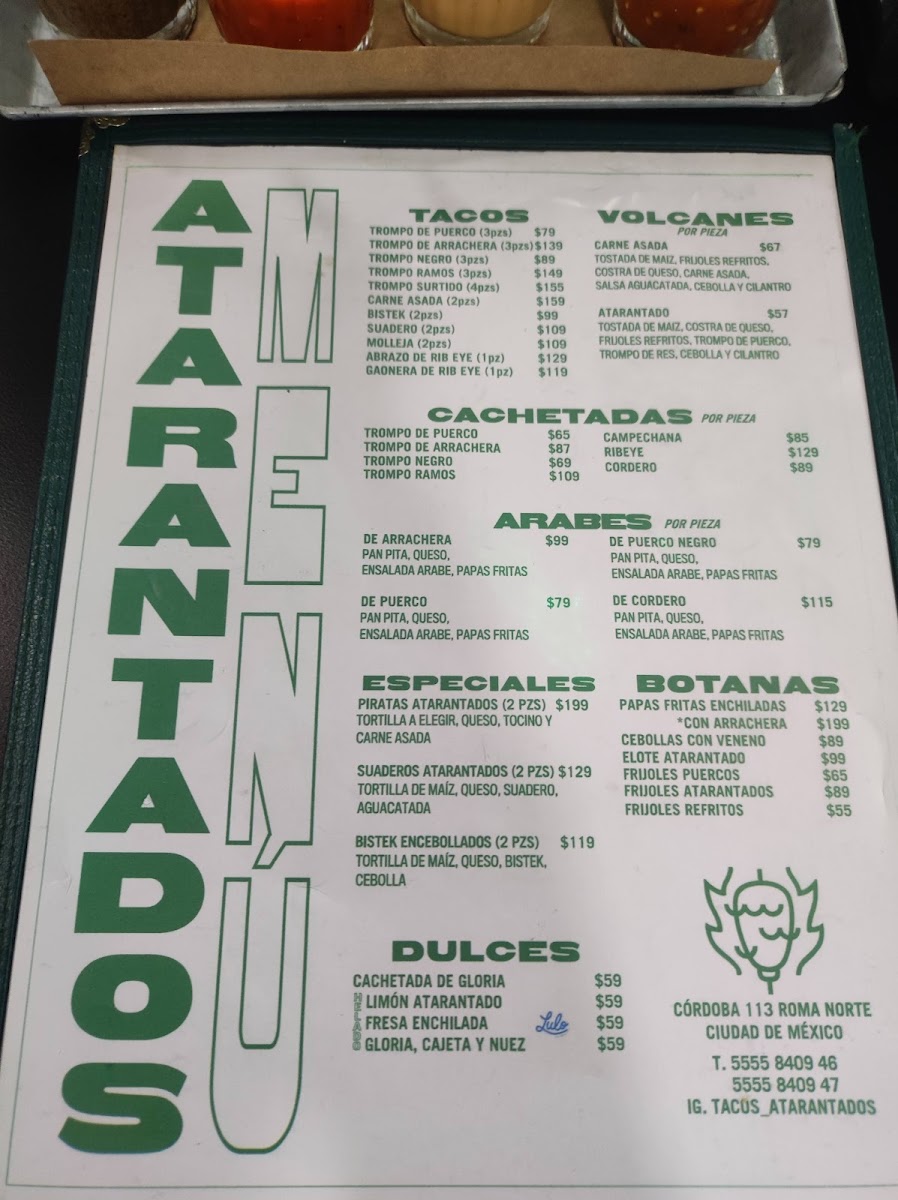 ATARANTADOS
MENU
TACOS
TROMPO DE PUERCO (3pzs) $79
TROMPO DE ARRACHERA (3pzs) $139
TROMPO NEGRO (3pzs) $89
TROMPO RAMOS (3pzs) $149
TROMPO SURTIDO (4pzs) $155
CARNE ASADA (2pzs) $159
BISTEK (2pzs) $99
SUADERO (2pzs) $109
MOLLEJA (2pzs) $109
ABRAZO DE RIB EYE (1pz) $129
GAONERA DE RIB EYE (1pz) $119
VOLCANES
POR PIEZA
CARNE ASADA $67
TOSTADA DE MAIZ, FRIJOLES REFRITOS,
COSTRA DE QUESO, CARNE ASADA,
SALSA AGUACATADA, CEBOLLA Y CILANTRO
ATARANTADO $57
TOSTADA DE MAIZ, COSTRA DE QUESO,
FRIJOLES REFRITOS, TROMPO DE PUERCO,
TROMPO DE RES, CEBOLLA Y CILANTRO
CACHETADAS POR PIEZA
TROMPO DE PUERCO $65
TROMPO DE ARRACHERA $87
TROMPO NEGRO $69
TROMPO RAMOS $109
CAMPECHANA $85
RIBEYE $129
CORDERO $89
ARABES POR PIEZA
DE ARRACHERA $99
PAN PITA, QUESO,
ENSALADA ARABE, PAPAS FRITAS
DE PUERCO $79
PAN PITA, QUESO,
ENSALADA ARABE, PAPAS FRITAS
DE PUERCO NEGRO $79
PAN PITA, QUESO,
ENSALADA ARABE, PAPAS FRITAS
DE CORDERO $115
PAN PITA, QUESO,
ENSALADA ARABE, PAPAS FRITAS
ESPECIALES
PIRATAS ATARANTADOS (2 PZS) $199
TORTILLA A ELEGIR, QUESO, TOCINO Y
CARNE ASADA
SUADEROS ATARANTADOS (2 PZS) $129
TORTILLA DE MAÍZ, QUESO, SUADERO,
AGUACATADA
BISTEK ENCEBOLLADOS (2 PZS) $119
TORTILLA DE MAÍZ, QUESO, BISTEK,
CEBOLLA
BOTANAS
PAPAS FRITAS ENCHILADAS $129
*CON ARRACHERA $199
CEBOLLAS CON VENENO $89
ELOTE ATARANTADO $99
FRIJOLES PUERCOS $65
FRIJOLES ATARANTADOS $89
FRIJOLES REFRITOS $55
DULCES
CACHETADA DE GLORIA $59
HELADO
LIMÓN ATARANTADO $59
FRESA ENCHILADA Lulo $59
GLORIA, CAJETA Y NUEZ $59
CÓRDOBA 113 ROMA NORTE
CIUDAD DE MÉXICO
T. 5555 8409 46
5555 8409 47
IG. TACOS_ATARANTADOS